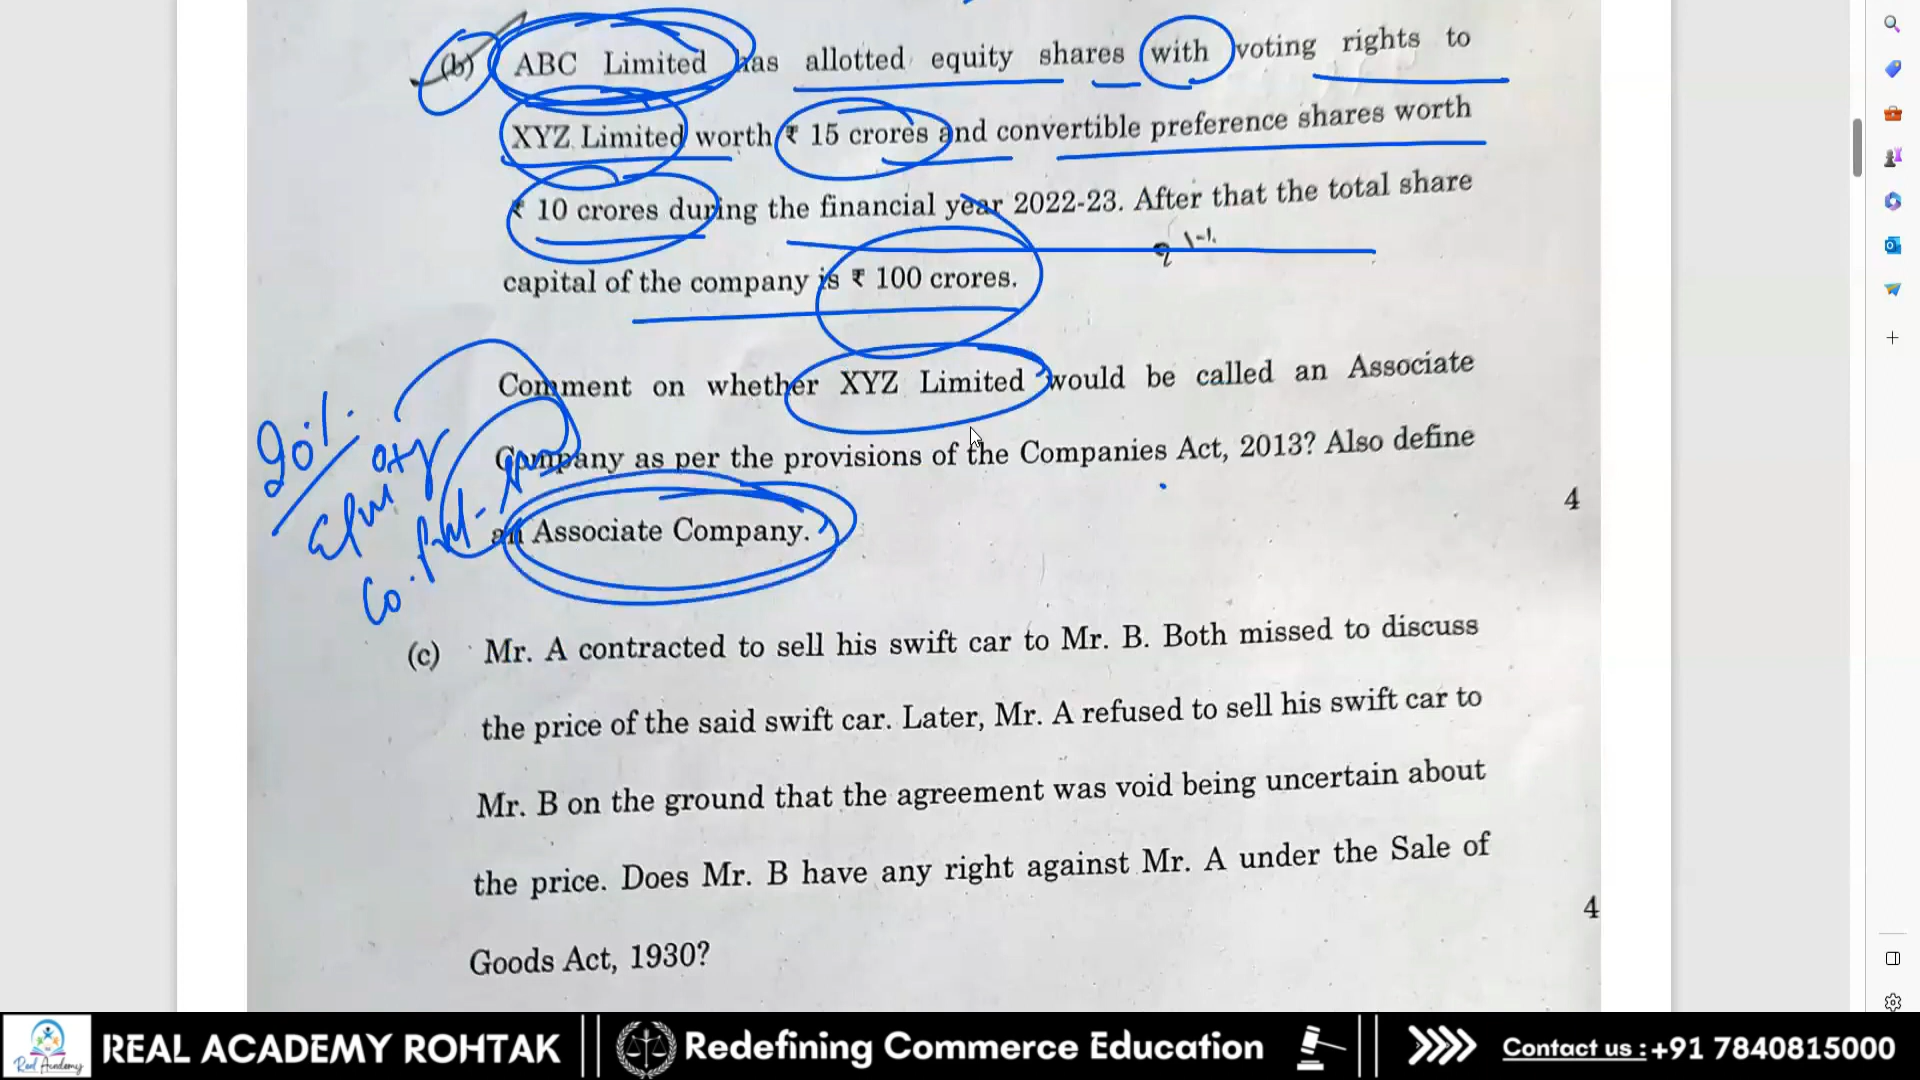 (b) ABC Limited has allotted equity shares with voting rights to
XYZ Limited worth ₹ 15 crores and convertible preference shares worth
₹ 10 crores during the financial year 2022-23. After that the total share
capital of the company is ₹ 100 crores.
Comment on whether XYZ Limited would be called an Associate
Company as per the provisions of the Companies Act, 2013? Also define
an Associate Company.
4
20%
(c) Mr. A contracted to sell his swift car to Mr. B. Both missed to discuss
the price of the said swift car. Later, Mr. A refused to sell his swift car to
Mr. B on the ground that the agreement was void being uncertain about
the price. Does Mr. B have any right against Mr. A under the Sale of
Goods Act, 1930?
4
REAL ACADEMY ROHTAK
Redefining Commerce Education
Contact us : +91 7840815000
Real Academy